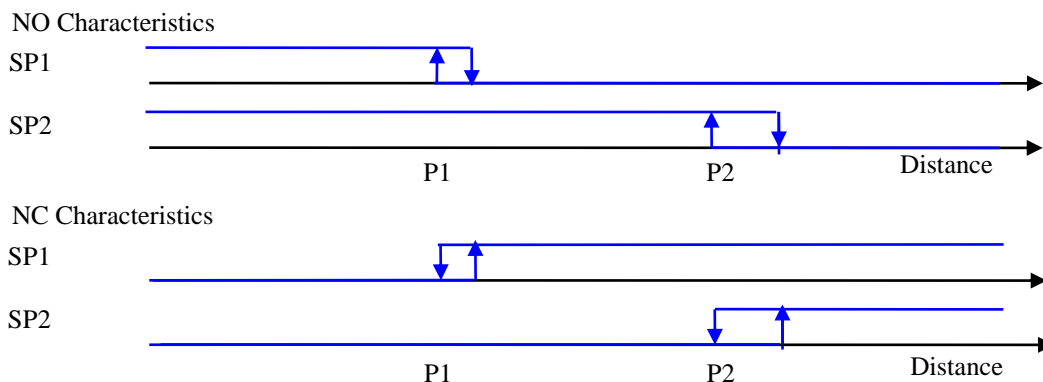 NO Characteristics
SP1
SP2
P1 P2 Distance
NC Characteristics
SP1
SP2
P1 P2 Distance